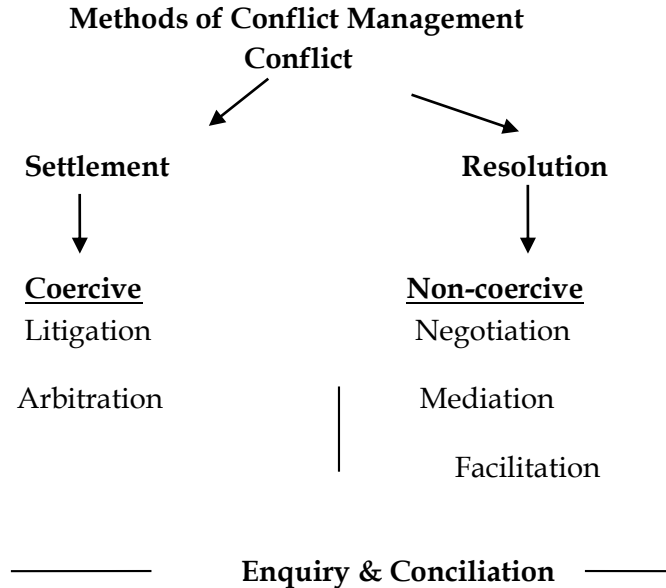 Methods of Conflict Management
Conflict
Settlement
Resolution
Coercive
Non-coercive
Litigation
Negotiation
Arbitration
Mediation
Facilitation
Enquiry & Conciliation